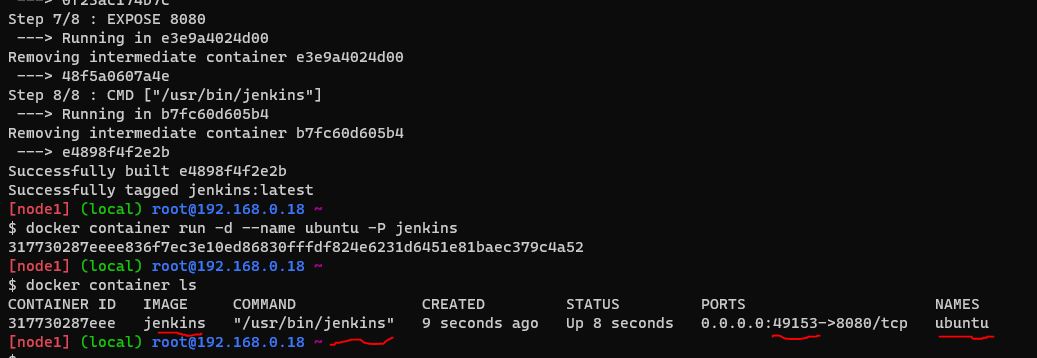 Step 7/8 : EXPOSE 8080
---> Running in e3e9a4024d00
Removing intermediate container e3e9a4024d00
---> 48f5a0607a4e
Step 8/8 : CMD ["/usr/bin/jenkins"]
---> Running in b7fc60d605b4
Removing intermediate container b7fc60d605b4
---> e4898f4f2e2b
Successfully built e4898f4f2e2b
Successfully tagged jenkins:latest
[node1] (local) root@192.168.0.18 ~
$ docker container run -d --name ubuntu -P jenkins
317730287eeee836f7ec3e10ed86830fffdf824e6231d6451e81baec379c4a52
[node1] (local) root@192.168.0.18 ~
$ docker container ls
CONTAINER ID IMAGE COMMAND CREATED STATUS PORTS NAMES
317730287eee jenkins "/usr/bin/jenkins" 9 seconds ago Up 8 seconds 0.0.0.0:49153->8080/tcp ubuntu
[node1] (local) root@192.168.0.18 ~